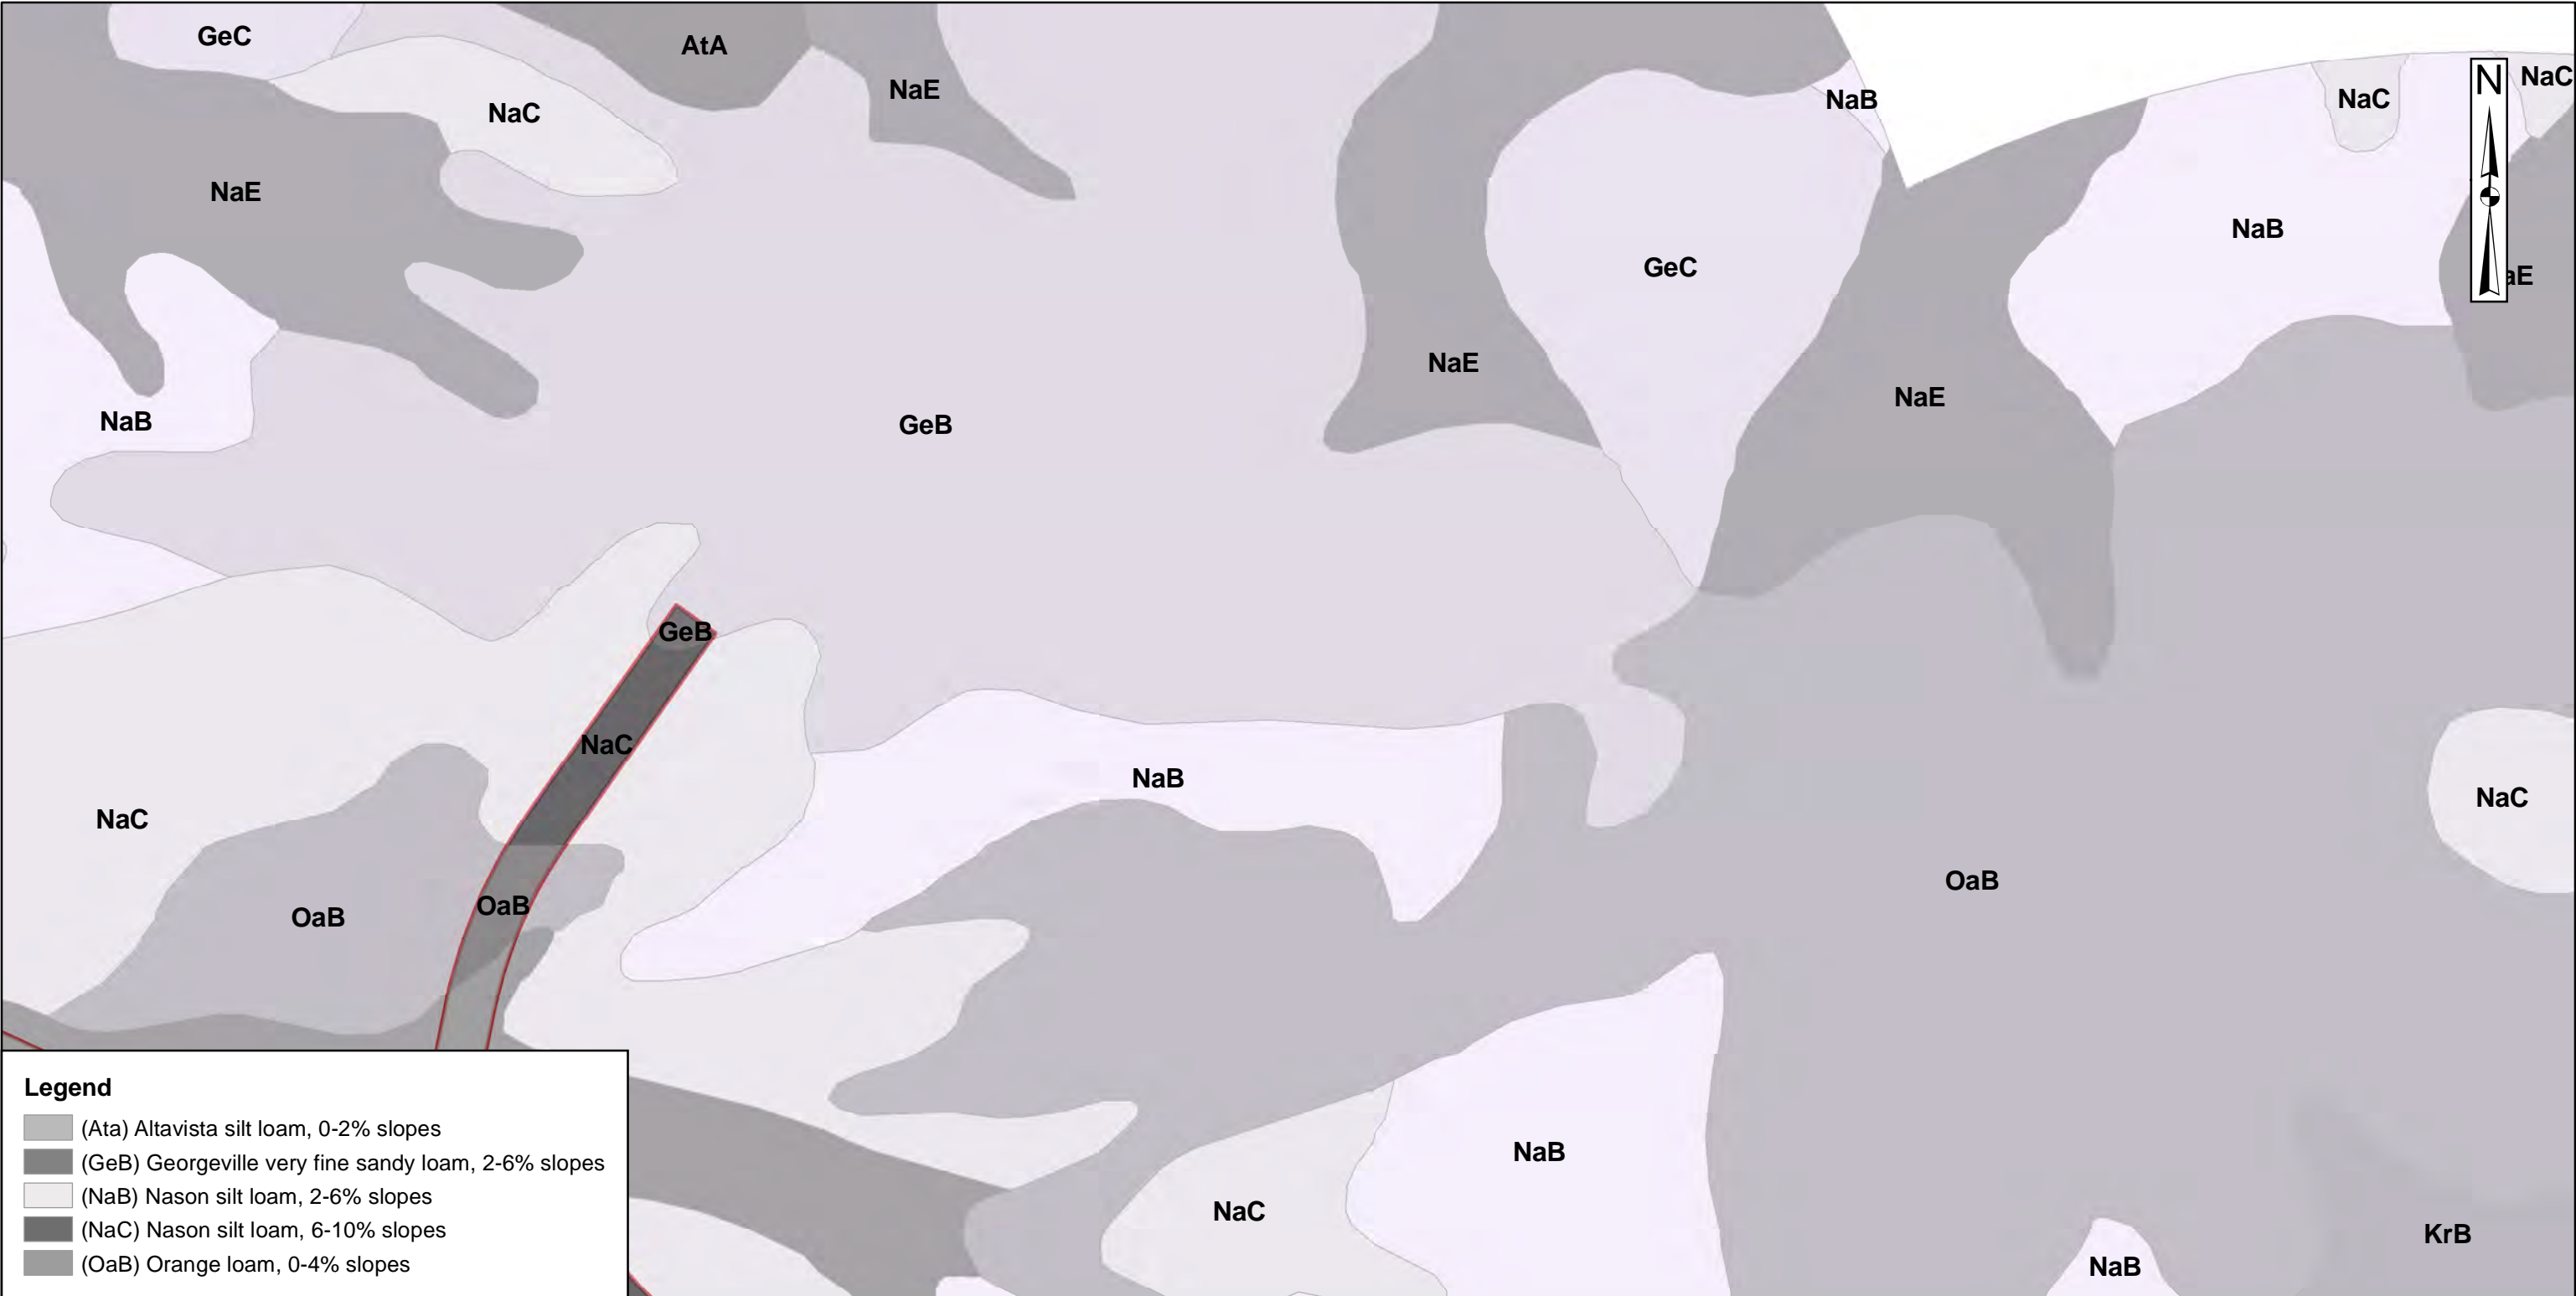 GeC
AtA
NaE
NaC
NaB
NaC
NaC
N
NaE
NaB
GeC
aE
NaE
NaE
NaB
GeB
GeB
NaC
NaB
NaC
NaC
OaB
OaB
OaB
NaB
NaC
KrB
NaB
Legend
(Ata) Altavista silt loam, 0-2% slopes
(GeB) Georgeville very fine sandy loam, 2-6% slopes
(NaB) Nason silt loam, 2-6% slopes
(NaC) Nason silt loam, 6-10% slopes
(OaB) Orange loam, 0-4% slopes